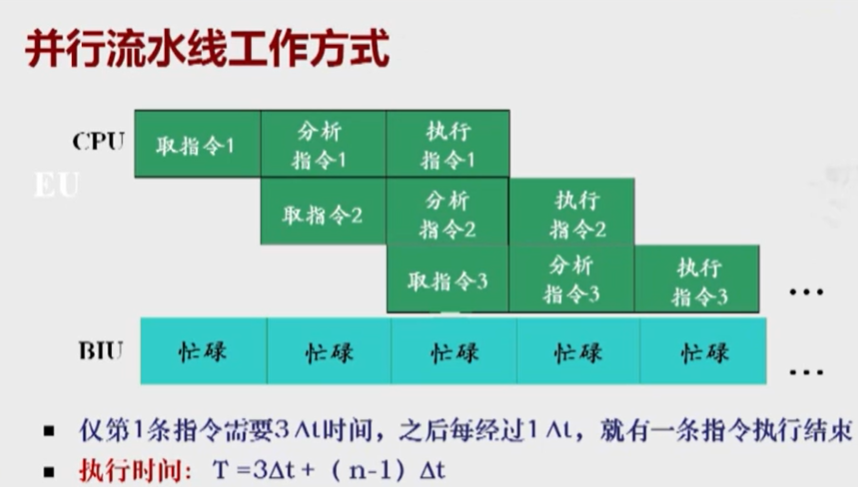 并行流水线工作方式
CPU
取指令1
分析
指令1
执行
指令1
EU
取指令2
分析
指令2
执行
指令2
取指令3
分析
指令3
执行
指令3
...
BIU
忙碌
忙碌
忙碌
忙碌
忙碌
...
▪ 仅第1条指令需要3Δt时间，之后每经过1Δt，就有一条指令执行结束
▪ 执行时间：T =3Δt+（n-1）Δt